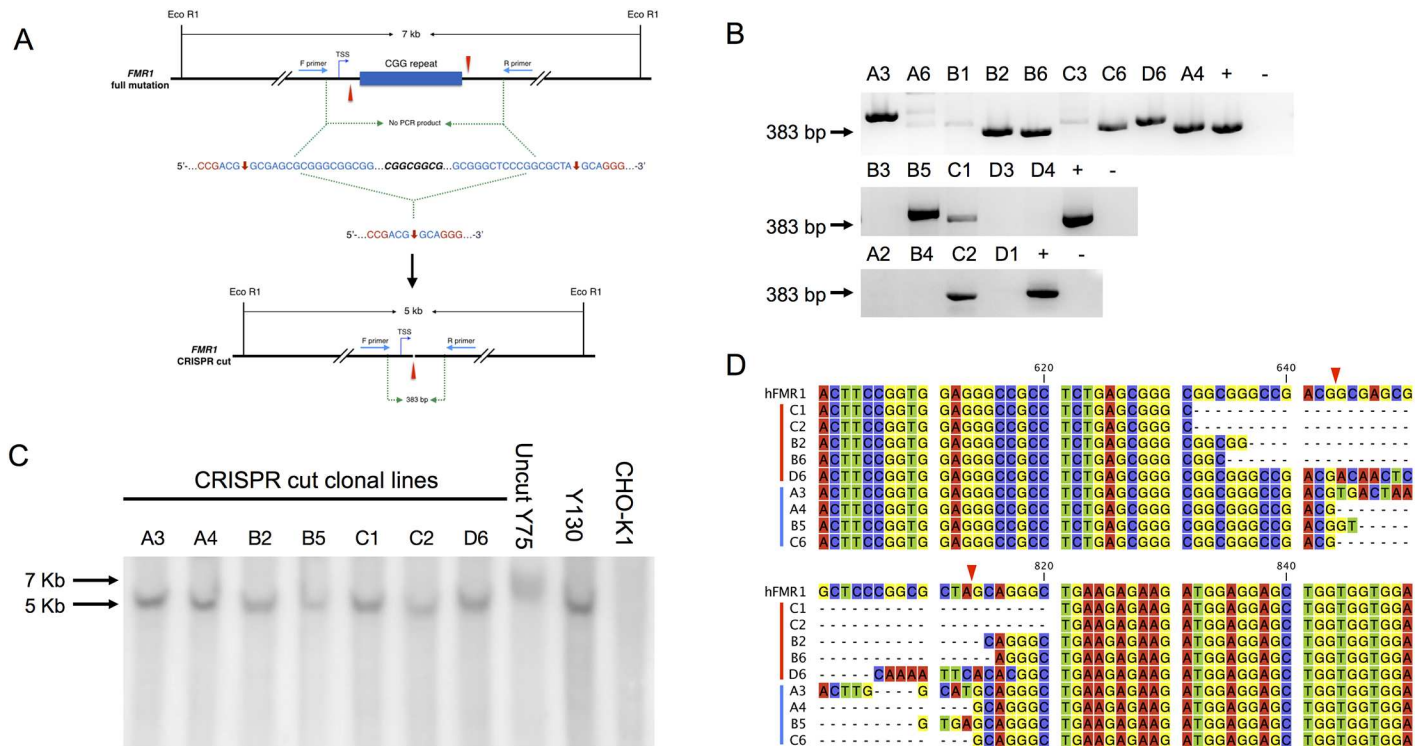 A
Eco R1 Eco R1
7 kb
F primer TSS CGG repeat R primer
FMR1
full mutation
No PCR product
5'-...CCGACG GCGAGCGCGGGCGGCGG...CGGCGGCG...GCGGGCTCCCGGCGCTA GCAGGG...-3'
5'-...CCGACG GCAGGG...-3'
Eco R1 Eco R1
5 kb
F primer TSS R primer
FMR1
CRISPR cut
383 bp
B
A3 A6 B1 B2 B6 C3 C6 D6 A4 + -
383 bp
B3 B5 C1 D3 D4 + -
383 bp
A2 B4 C2 D1 + -
383 bp
C
CRISPR cut clonal lines
Uncut Y75
Y130
CHO-K1
A3 A4 B2 B5 C1 C2 D6
7 Kb
5 Kb
D
620 640
hFMR1 ACTTCCGGTG GAGGGCCGCC TCTGAGCGGG CGGCGGGCCG ACGGCGAGCG
C1 ACTTCCGGTG GAGGGCCGCC TCTGAGCGGG C--------- ----------
C2 ACTTCCGGTG GAGGGCCGCC TCTGAGCGGG C--------- ----------
B2 ACTTCCGGTG GAGGGCCGCC TCTGAGCGGG CGGCGG---- ----------
B6 ACTTCCGGTG GAGGGCCGCC TCTGAGCGGG CGGC------ ----------
D6 ACTTCCGGTG GAGGGCCGCC TCTGAGCGGG CGGCGGGCCG ACGACAACTC
A3 ACTTCCGGTG GAGGGCCGCC TCTGAGCGGG CGGCGGGCCG ACGTGACTAA
A4 ACTTCCGGTG GAGGGCCGCC TCTGAGCGGG CGGCGGGCCG ACG-------
B5 ACTTCCGGTG GAGGGCCGCC TCTGAGCGGG CGGCGGGCCG ACGGT-----
C6 ACTTCCGGTG GAGGGCCGCC TCTGAGCGGG CGGCGGGCCG ACG-------
820 840
hFMR1 GCTCCCGGCG CTAGCAGGGC TGAAGAGAAG ATGGAGGAGC TGGTGGTGGA
C1 ---------- ---------- TGAAGAGAAG ATGGAGGAGC TGGTGGTGGA
C2 ---------- ---------- TGAAGAGAAG ATGGAGGAGC TGGTGGTGGA
B2 ---------- ----CAGGGC TGAAGAGAAG ATGGAGGAGC TGGTGGTGGA
B6 ---------- -----AGGGC TGAAGAGAAG ATGGAGGAGC TGGTGGTGGA
D6 -----CAAAA TTCACACGGC TGAAGAGAAG ATGGAGGAGC TGGTGGTGGA
A3 ACTTG----G CATGCAGGGC TGAAGAGAAG ATGGAGGAGC TGGTGGTGGA
A4 ---------- ---GCAGGGC TGAAGAGAAG ATGGAGGAGC TGGTGGTGGA
B5 ---------G GTGAGCAGGGC TGAAGAGAAG ATGGAGGAGC TGGTGGTGGA
C6 ---------- ---GCAGGGC TGAAGAGAAG ATGGAGGAGC TGGTGGTGGA